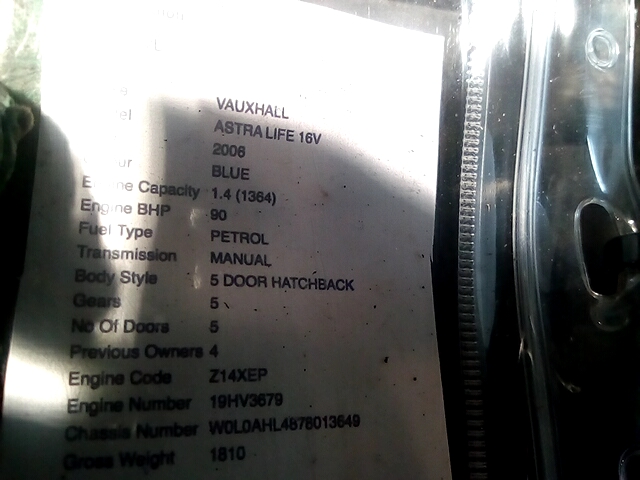 VAUXHALL
ASTRA LIFE 16V
2006
BLUE
Engine Capacity 1.4 (1364)
Engine BHP 90
Fuel Type PETROL
Transmission MANUAL
Body Style 5 DOOR HATCHBACK
Gears 5
No Of Doors 5
Previous Owners 4
Engine Code Z14XEP
Engine Number 19HV3679
Chassis Number W0L0AHL4878013649
Gross Weight 1810